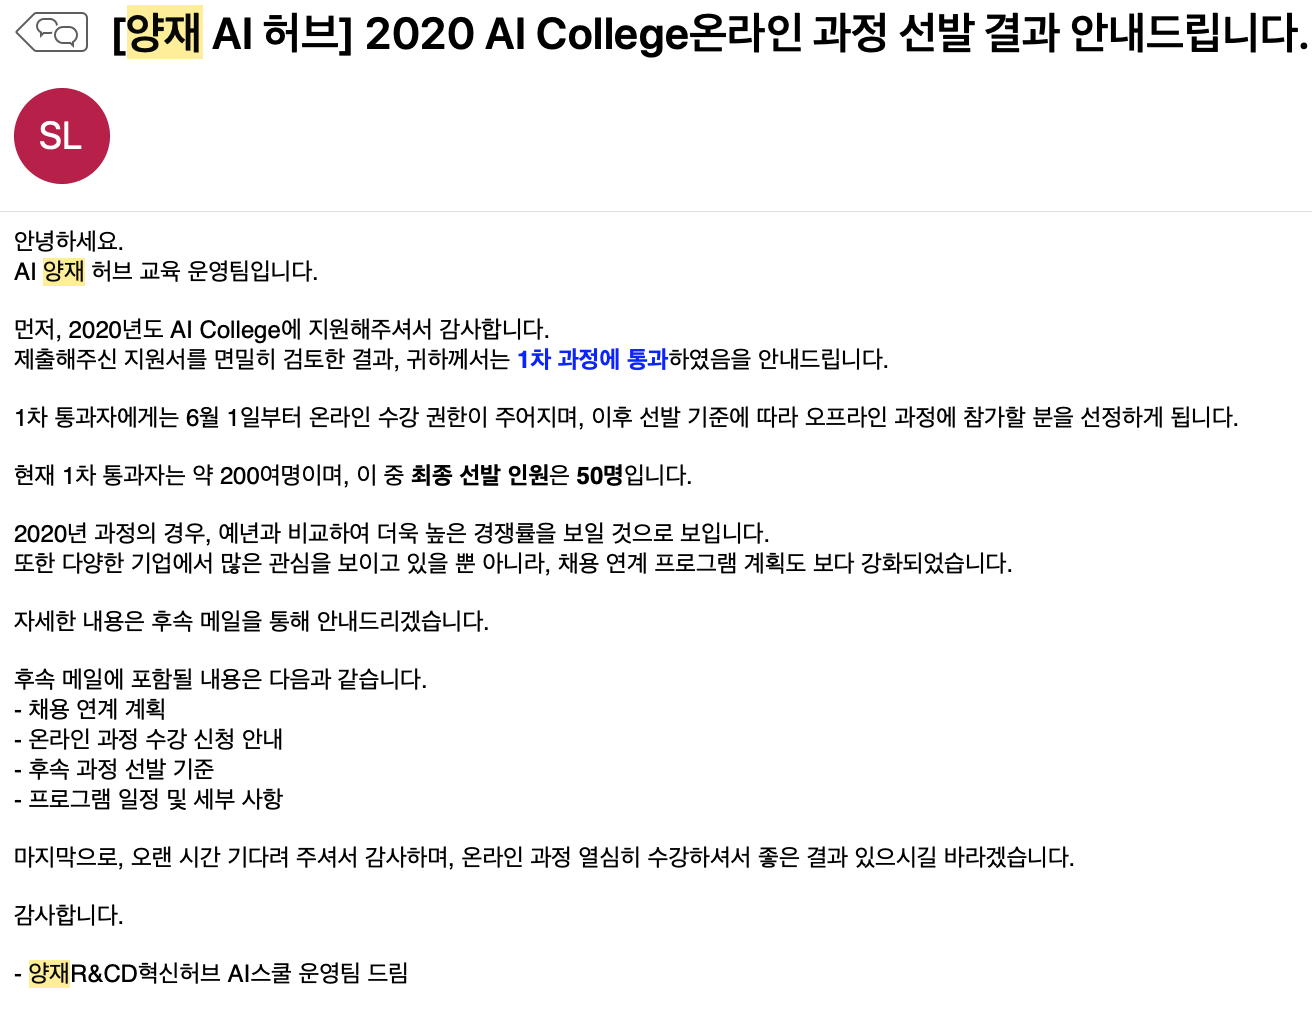 [양재 AI 허브] 2020 AI College온라인 과정 선발 결과 안내드립니다.
SL
안녕하세요.
AI 양재 허브 교육 운영팀입니다.
먼저, 2020년도 AI College에 지원해주셔서 감사합니다.
제출해주신 지원서를 면밀히 검토한 결과, 귀하께서는 1차 과정에 통과하였음을 안내드립니다.
1차 통과자에게는 6월 1일부터 온라인 수강 권한이 주어지며, 이후 선발 기준에 따라 오프라인 과정에 참가할 분을 선정하게 됩니다.
현재 1차 통과자는 약 200여명이며, 이 중 최종 선발 인원은 50명입니다.
2020년 과정의 경우, 예년과 비교하여 더욱 높은 경쟁률을 보일 것으로 보입니다.
또한 다양한 기업에서 많은 관심을 보이고 있을 뿐 아니라, 채용 연계 프로그램 계획도 보다 강화되었습니다.
자세한 내용은 후속 메일을 통해 안내드리겠습니다.
후속 메일에 포함될 내용은 다음과 같습니다.
- 채용 연계 계획
- 온라인 과정 수강 신청 안내
- 후속 과정 선발 기준
- 프로그램 일정 및 세부 사항
마지막으로, 오랜 시간 기다려 주셔서 감사하며, 온라인 과정 열심히 수강하셔서 좋은 결과 있으시길 바라겠습니다.
감사합니다.
- 양재R&CD혁신허브 AI스쿨 운영팀 드림